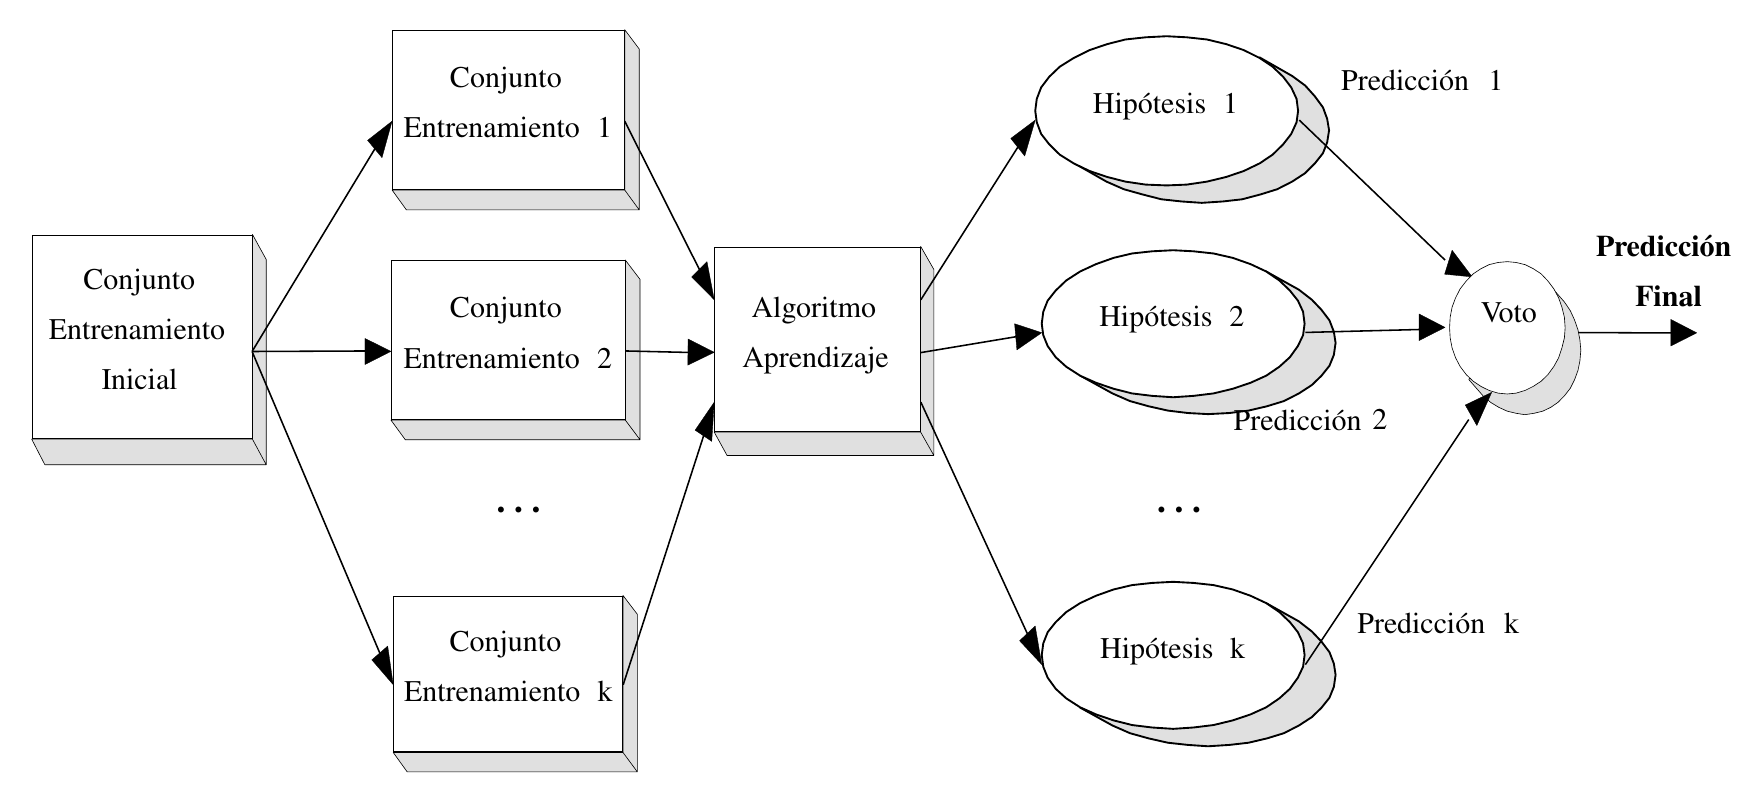 Conjunto
Entrenamiento
Inicial
Conjunto
Entrenamiento 1
Conjunto
Entrenamiento 2
...
Conjunto
Entrenamiento k
Algoritmo
Aprendizaje
Hipótesis 1
Predicción 1
Hipótesis 2
Predicción 2
...
Hipótesis k
Predicción k
Voto
Predicción
Final